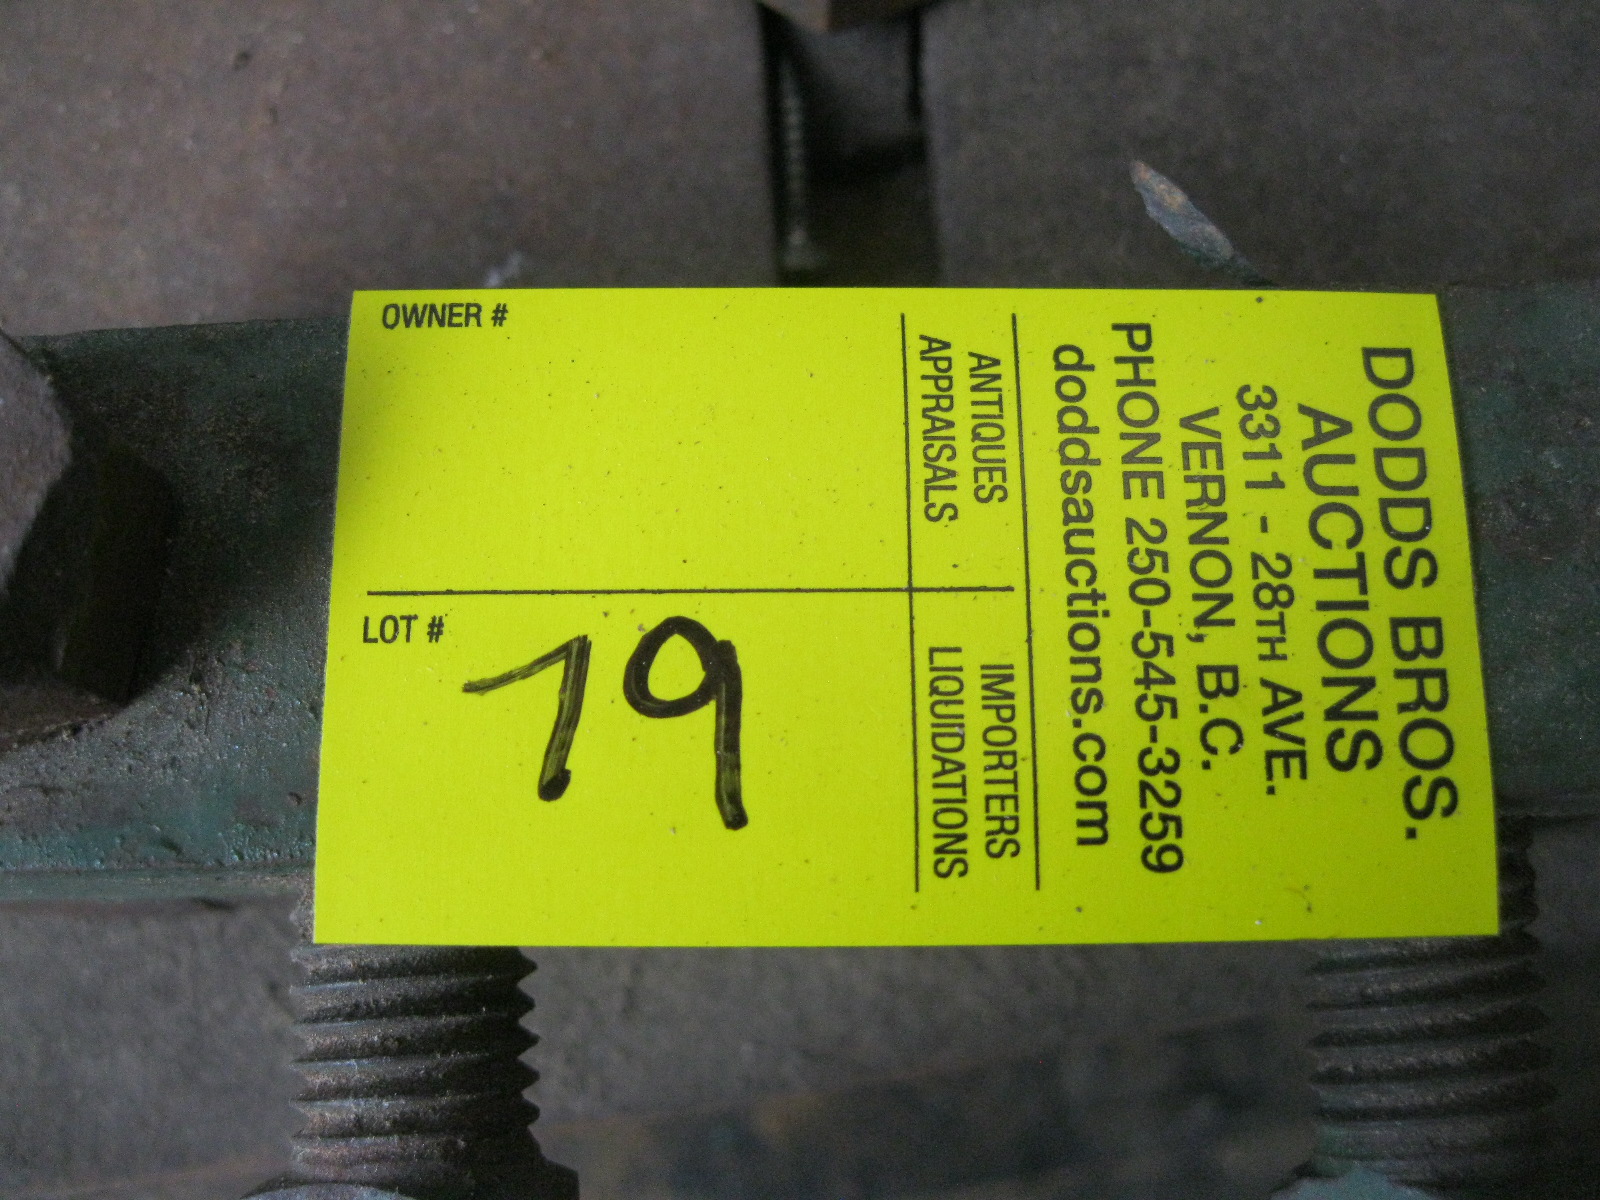 DODDS BROS.
AUCTIONS
3311 - 28TH AVE.
VERNON, B.C.
PHONE 250-545-3259
doddsauctions.com
ANTIQUES
APPRAISALS
IMPORTERS
LIQUIDATIONS
OWNER #
LOT #
19